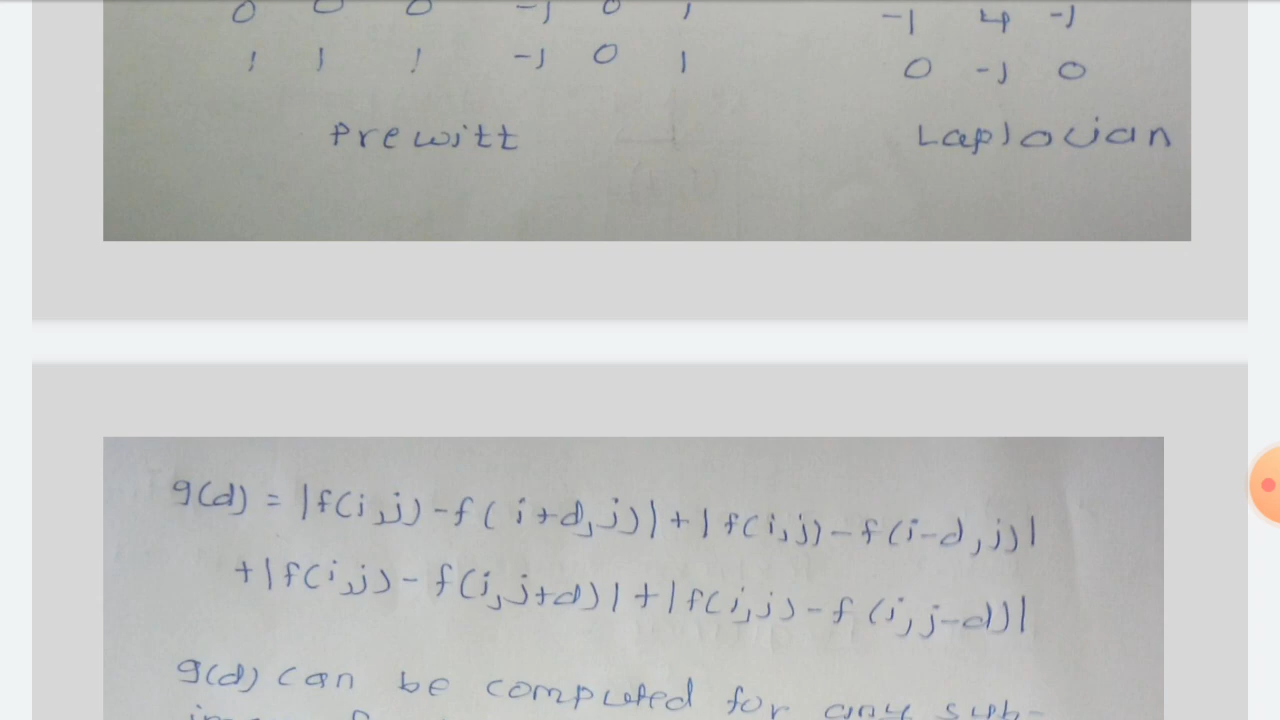 0 0 0 -1 0 1 -1 4 -1
1 1 1 -1 0 1 0 -1 0
Prewitt Laplacian
g(d) = |f(i,j) - f(i+d,j)| + |f(i,j) - f(i-d,j)|
+ |f(i,j) - f(i,j+d)| + |f(i,j) - f(i,j-d)|
g(d) can be computed for any sub-